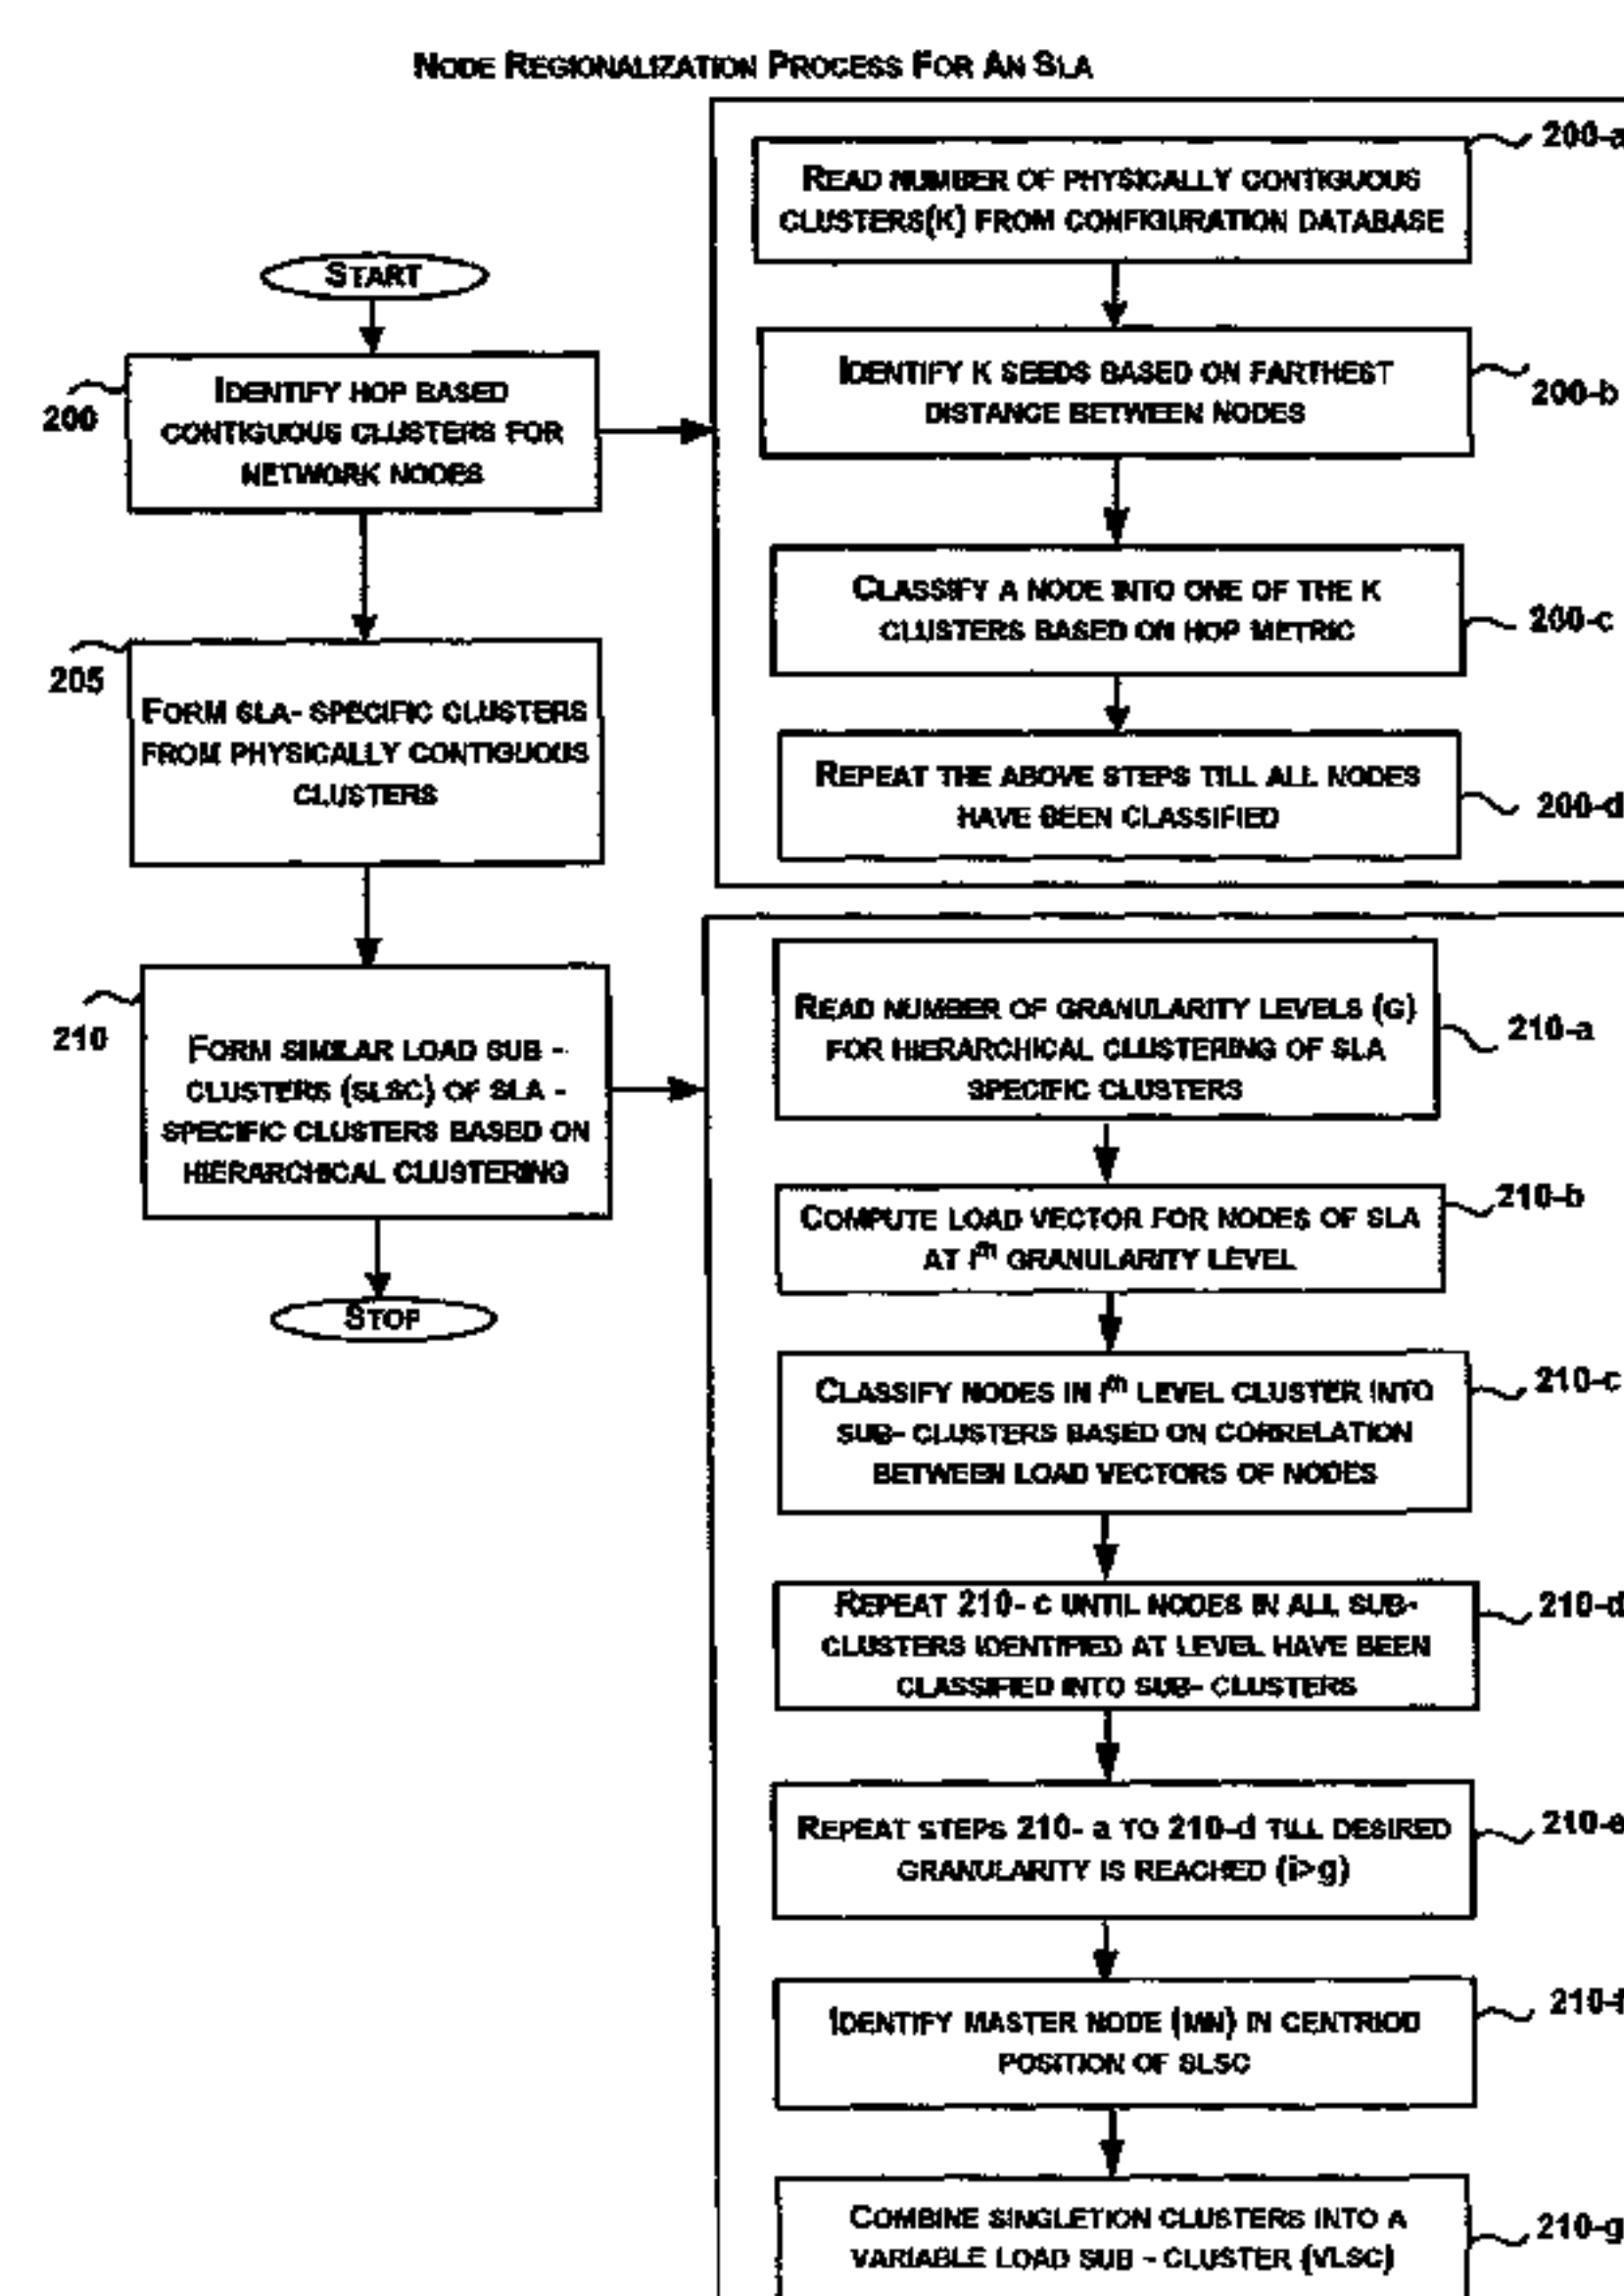 NODE REGIONALIZATION PROCESS FOR AN SLA
START
200
IDENTIFY HOP BASED
CONTIGUOUS CLUSTERS FOR
NETWORK NODES
205
FORM SLA- SPECIFIC CLUSTERS
FROM PHYSICALLY CONTIGUOUS
CLUSTERS
210
FORM SIMILAR LOAD SUB -
CLUSTERS (SLSC) OF SLA -
SPECIFIC CLUSTERS BASED ON
HIERARCHICAL CLUSTERING
STOP
200-a
READ NUMBER OF PHYSICALLY CONTIGUOUS
CLUSTERS(K) FROM CONFIGURATION DATABASE
IDENTIFY K SEEDS BASED ON FARTHEST
DISTANCE BETWEEN NODES
200-b
CLASSIFY A NODE INTO ONE OF THE K
CLUSTERS BASED ON HOP METRIC
200-c
REPEAT THE ABOVE STEPS TILL ALL NODES
HAVE BEEN CLASSIFIED
200-d
READ NUMBER OF GRANULARITY LEVELS (G)
FOR HIERARCHICAL CLUSTERING OF SLA
SPECIFIC CLUSTERS
210-a
COMPUTE LOAD VECTOR FOR NODES OF SLA
AT Ith GRANULARITY LEVEL
210-b
CLASSIFY NODES IN Ith LEVEL CLUSTER INTO
SUB- CLUSTERS BASED ON CORRELATION
BETWEEN LOAD VECTORS OF NODES
210-c
REPEAT 210- c UNTIL NODES IN ALL SUB-
CLUSTERS IDENTIFIED AT LEVEL HAVE BEEN
CLASSIFIED INTO SUB- CLUSTERS
210-d
REPEAT STEPS 210- a TO 210-d TILL DESIRED
GRANULARITY IS REACHED (i>g)
210-e
IDENTIFY MASTER NODE (MN) IN CENTRIOD
POSITION OF SLSC
210-f
COMBINE SINGLETION CLUSTERS INTO A
VARIABLE LOAD SUB - CLUSTER (VLSC)
210-g